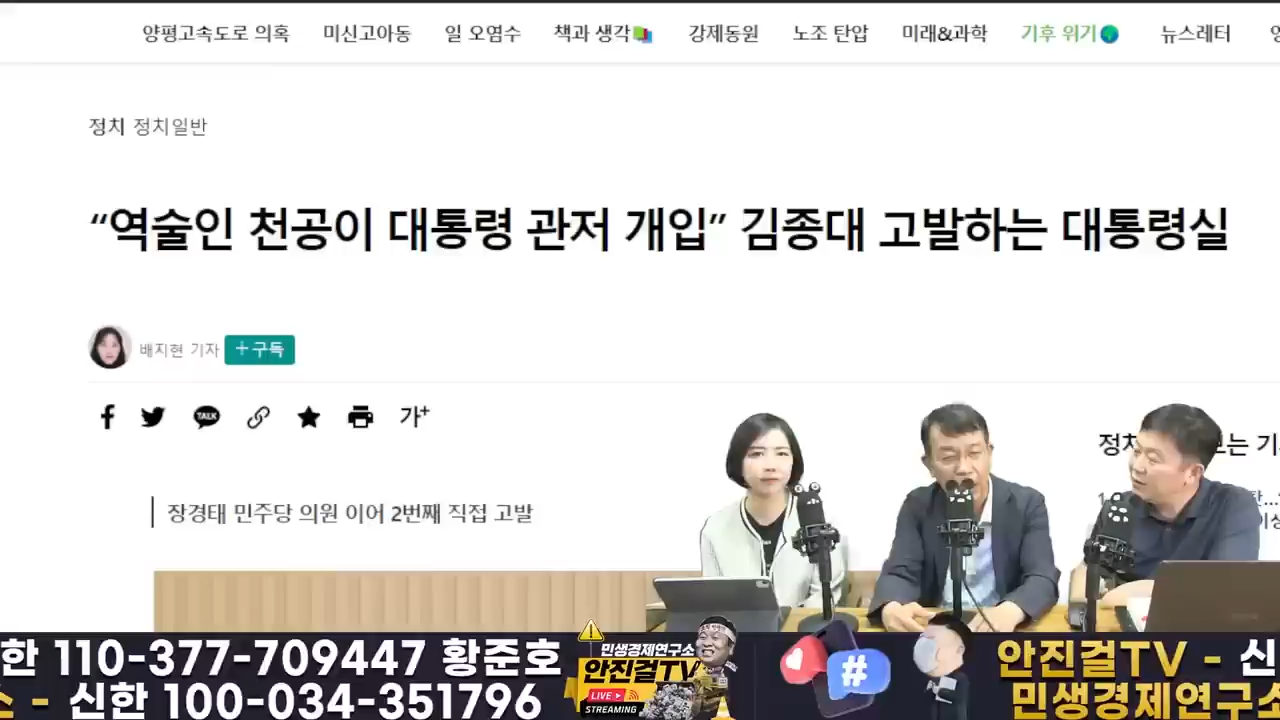 양평고속도로 의혹 미신고아동 일 오염수 책과 생각 강제동원 노조 탄압 미래&과학 기후 위기 뉴스레터
정치 정치일반
“역술인 천공이 대통령 관저 개입” 김종대 고발하는 대통령실
배지현 기자 +구독
TALK 가+
장경태 민주당 의원 이어 2번째 직접 고발
한 110-377-709447 황준호
- 신한 100-034-351796
민생경제연구소
안진걸TV
LIVE
STREAMING
#
안진걸TV - 신
민생경제연구소